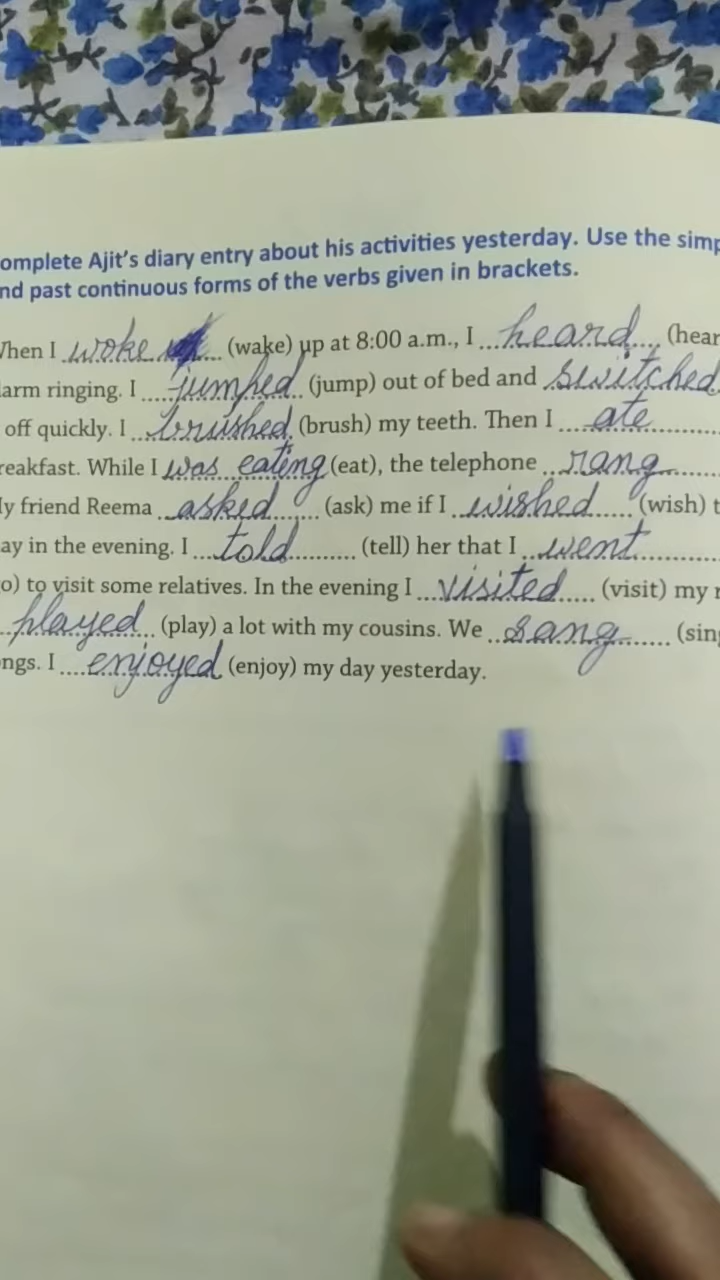 omplete Ajit's diary entry about his activities yesterday. Use the simp
nd past continuous forms of the verbs given in brackets.
When I woke (wake) up at 8:00 a.m., I heard (hear
larm ringing. I jumped (jump) out of bed and switched
off quickly. I brushed (brush) my teeth. Then I ate
reakfast. While I was eating (eat), the telephone rang
My friend Reema asked (ask) me if I wished (wish) t
ay in the evening. I told (tell) her that I went
o) to visit some relatives. In the evening I visited (visit) my r
played (play) a lot with my cousins. We sang (sing
ngs. I enjoyed (enjoy) my day yesterday.